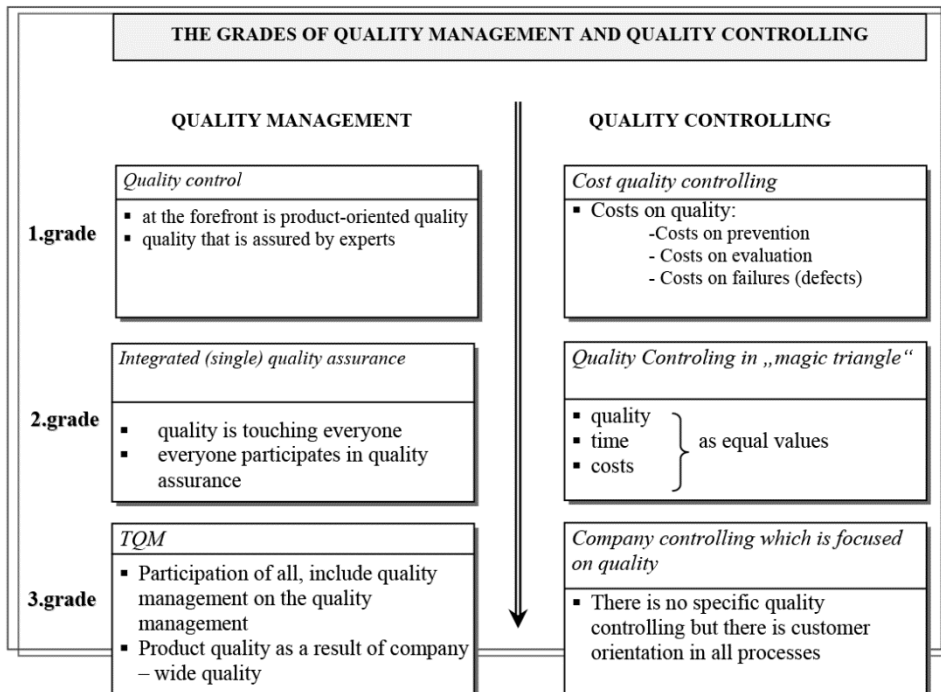 THE GRADES OF QUALITY MANAGEMENT AND QUALITY CONTROLLING
QUALITY MANAGEMENT
QUALITY CONTROLLING
1.grade
Quality control
▪ at the forefront is product-oriented quality
▪ quality that is assured by experts
Cost quality controlling
▪ Costs on quality:
-Costs on prevention
- Costs on evaluation
- Costs on failures (defects)
2.grade
Integrated (single) quality assurance
▪ quality is touching everyone
▪ everyone participates in quality
assurance
Quality Controling in „magic triangle“
▪ quality
▪ time
▪ costs
as equal values
3.grade
TQM
▪ Participation of all, include quality
management on the quality
management
▪ Product quality as a result of company
– wide quality
Company controlling which is focused
on quality
▪ There is no specific quality
controlling but there is customer
orientation in all processes